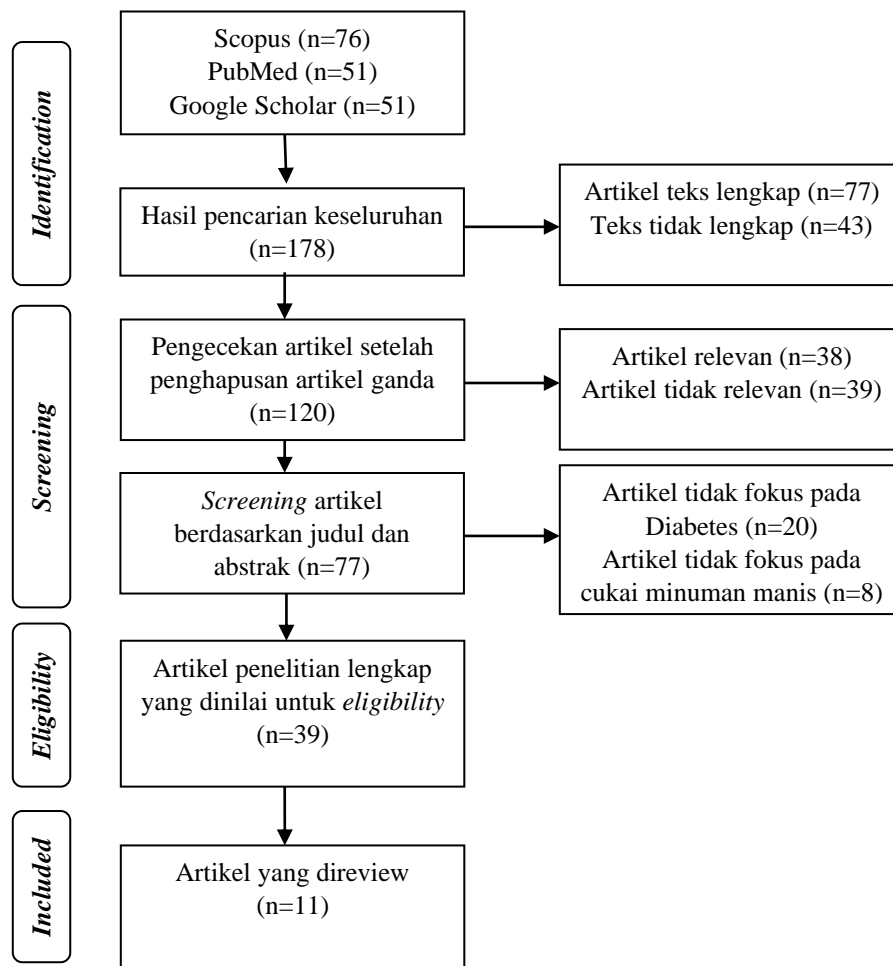 Identification
Scopus (n=76)
PubMed (n=51)
Google Scholar (n=51)
Hasil pencarian keseluruhan
(n=178)
Artikel teks lengkap (n=77)
Teks tidak lengkap (n=43)
Screening
Pengecekan artikel setelah
penghapusan artikel ganda
(n=120)
Artikel relevan (n=38)
Artikel tidak relevan (n=39)
Screening artikel
berdasarkan judul dan
abstrak (n=77)
Artikel tidak fokus pada
Diabetes (n=20)
Artikel tidak fokus pada
cukai minuman manis (n=8)
Eligibility
Artikel penelitian lengkap
yang dinilai untuk eligibility
(n=39)
Included
Artikel yang direview
(n=11)